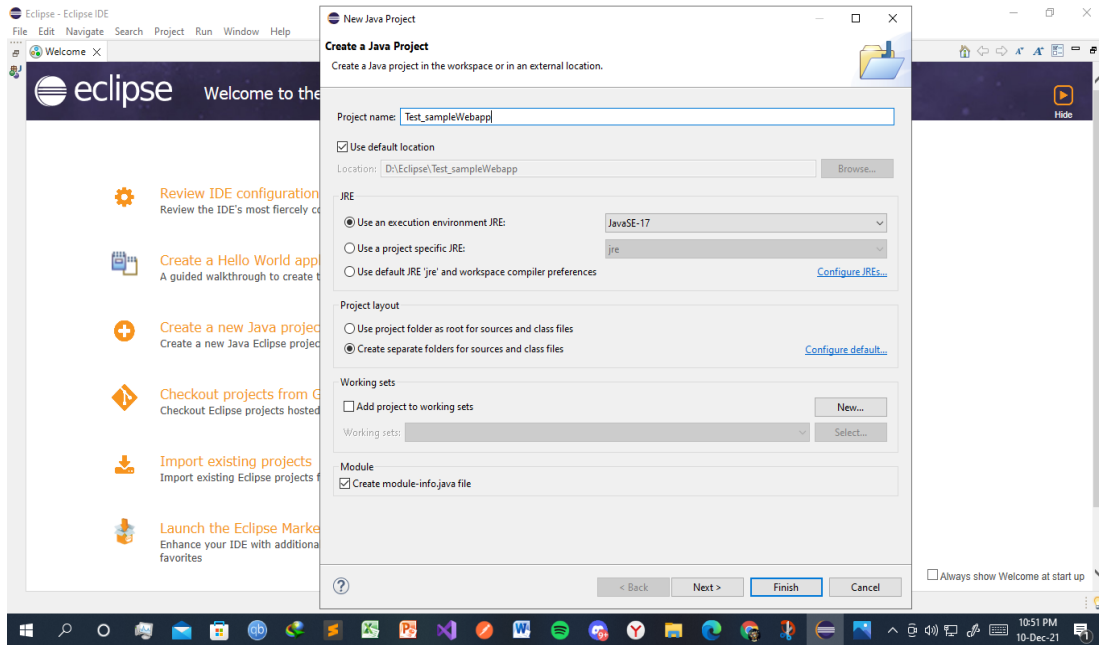 Eclipse - Eclipse IDE
File Edit Navigate Search Project Run Window Help
Welcome
eclipse Welcome to the
Hide
Review IDE configuration
Review the IDE's most fiercely co
Create a Hello World app
A guided walkthrough to create t
Create a new Java projec
Create a new Java Eclipse projec
Checkout projects from G
Checkout Eclipse projects hosted
Import existing projects
Import existing Eclipse projects f
Launch the Eclipse Marke
Enhance your IDE with additiona
favorites
Always show Welcome at start up
New Java Project
Create a Java Project
Create a Java project in the workspace or in an external location.
Project name: Test_sampleWebapp
Use default location
Location: D:\Eclipse\Test_sampleWebapp Browse...
JRE
Use an execution environment JRE: JavaSE-17
Use a project specific JRE: jre
Use default JRE 'jre' and workspace compiler preferences Configure JREs...
Project layout
Use project folder as root for sources and class files
Create separate folders for sources and class files Configure default...
Working sets
Add project to working sets New...
Working sets: Select...
Module
Create module-info.java file
? < Back Next > Finish Cancel
qb
10:51 PM
10-Dec-21